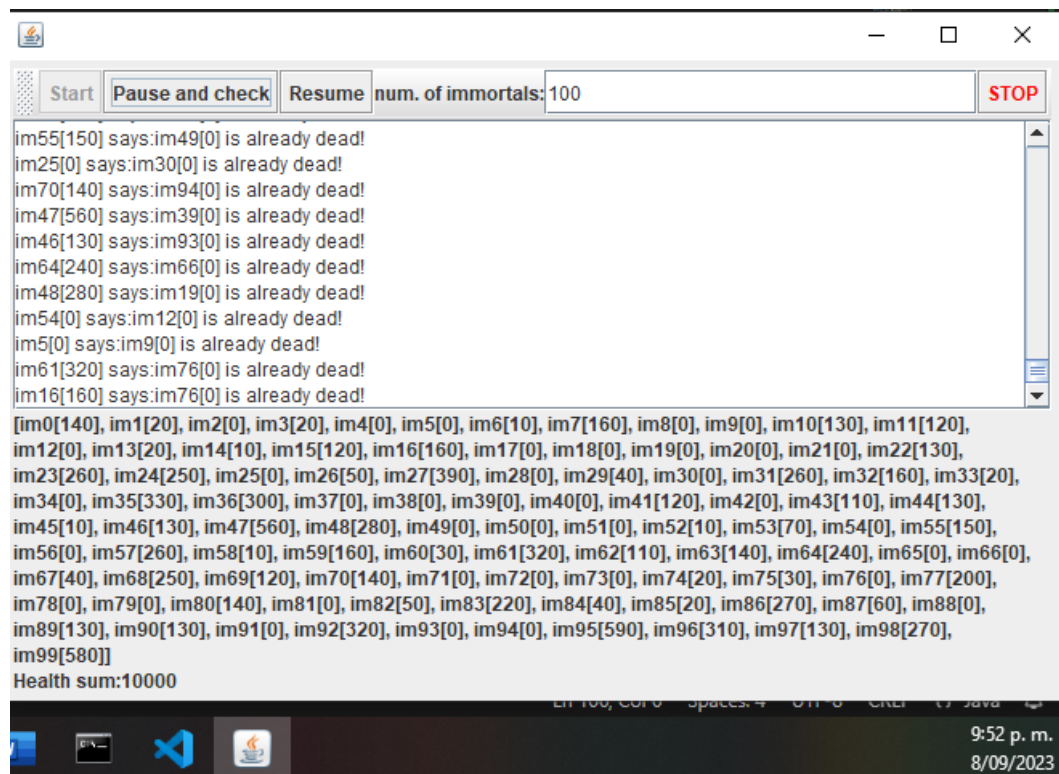 Start Pause and check Resume num. of immortals: 100 STOP
im55[150] says:im49[0] is already dead!
im25[0] says:im30[0] is already dead!
im70[140] says:im94[0] is already dead!
im47[560] says:im39[0] is already dead!
im46[130] says:im93[0] is already dead!
im64[240] says:im66[0] is already dead!
im48[280] says:im19[0] is already dead!
im54[0] says:im12[0] is already dead!
im5[0] says:im9[0] is already dead!
im61[320] says:im76[0] is already dead!
im16[160] says:im76[0] is already dead!
[im0[140], im1[20], im2[0], im3[20], im4[0], im5[0], im6[10], im7[160], im8[0], im9[0], im10[130], im11[120],
im12[0], im13[20], im14[10], im15[120], im16[160], im17[0], im18[0], im19[0], im20[0], im21[0], im22[130],
im23[260], im24[250], im25[0], im26[50], im27[390], im28[0], im29[40], im30[0], im31[260], im32[160], im33[20],
im34[0], im35[330], im36[300], im37[0], im38[0], im39[0], im40[0], im41[120], im42[0], im43[110], im44[130],
im45[10], im46[130], im47[560], im48[280], im49[0], im50[0], im51[0], im52[10], im53[70], im54[0], im55[150],
im56[0], im57[260], im58[10], im59[160], im60[30], im61[320], im62[110], im63[140], im64[240], im65[0], im66[0],
im67[40], im68[250], im69[120], im70[140], im71[0], im72[0], im73[0], im74[20], im75[30], im76[0], im77[200],
im78[0], im79[0], im80[140], im81[0], im82[50], im83[220], im84[40], im85[20], im86[270], im87[60], im88[0],
im89[130], im90[130], im91[0], im92[320], im93[0], im94[0], im95[590], im96[310], im97[130], im98[270],
im99[580]]
Health sum:10000
9:52 p. m.
8/09/2023